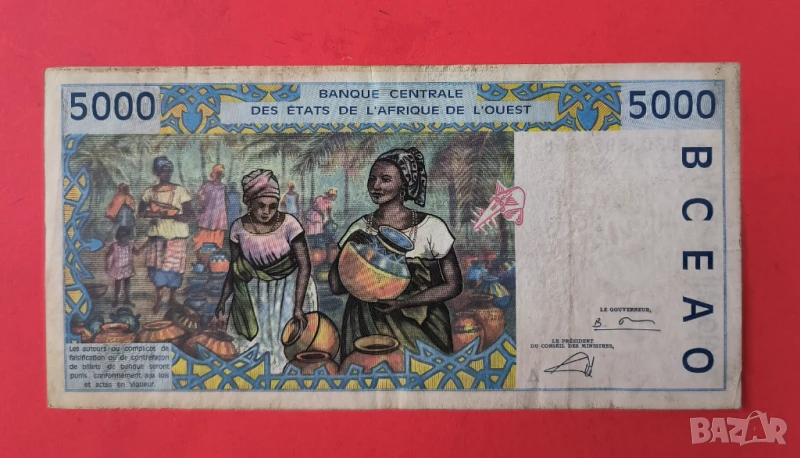 BANQUE CENTRALE
DES ÉTATS DE L'AFRIQUE DE L'OUEST
5000
5000
BCEAO
LE GOUVERNEUR,
LE PRÉSIDENT
DU CONSEIL DES MINISTRES,
Les auteurs ou complices de
falsification ou de contrefaçon
de billets de banque seront
punis conformément aux lois
et actes en vigueur.
BAZAR